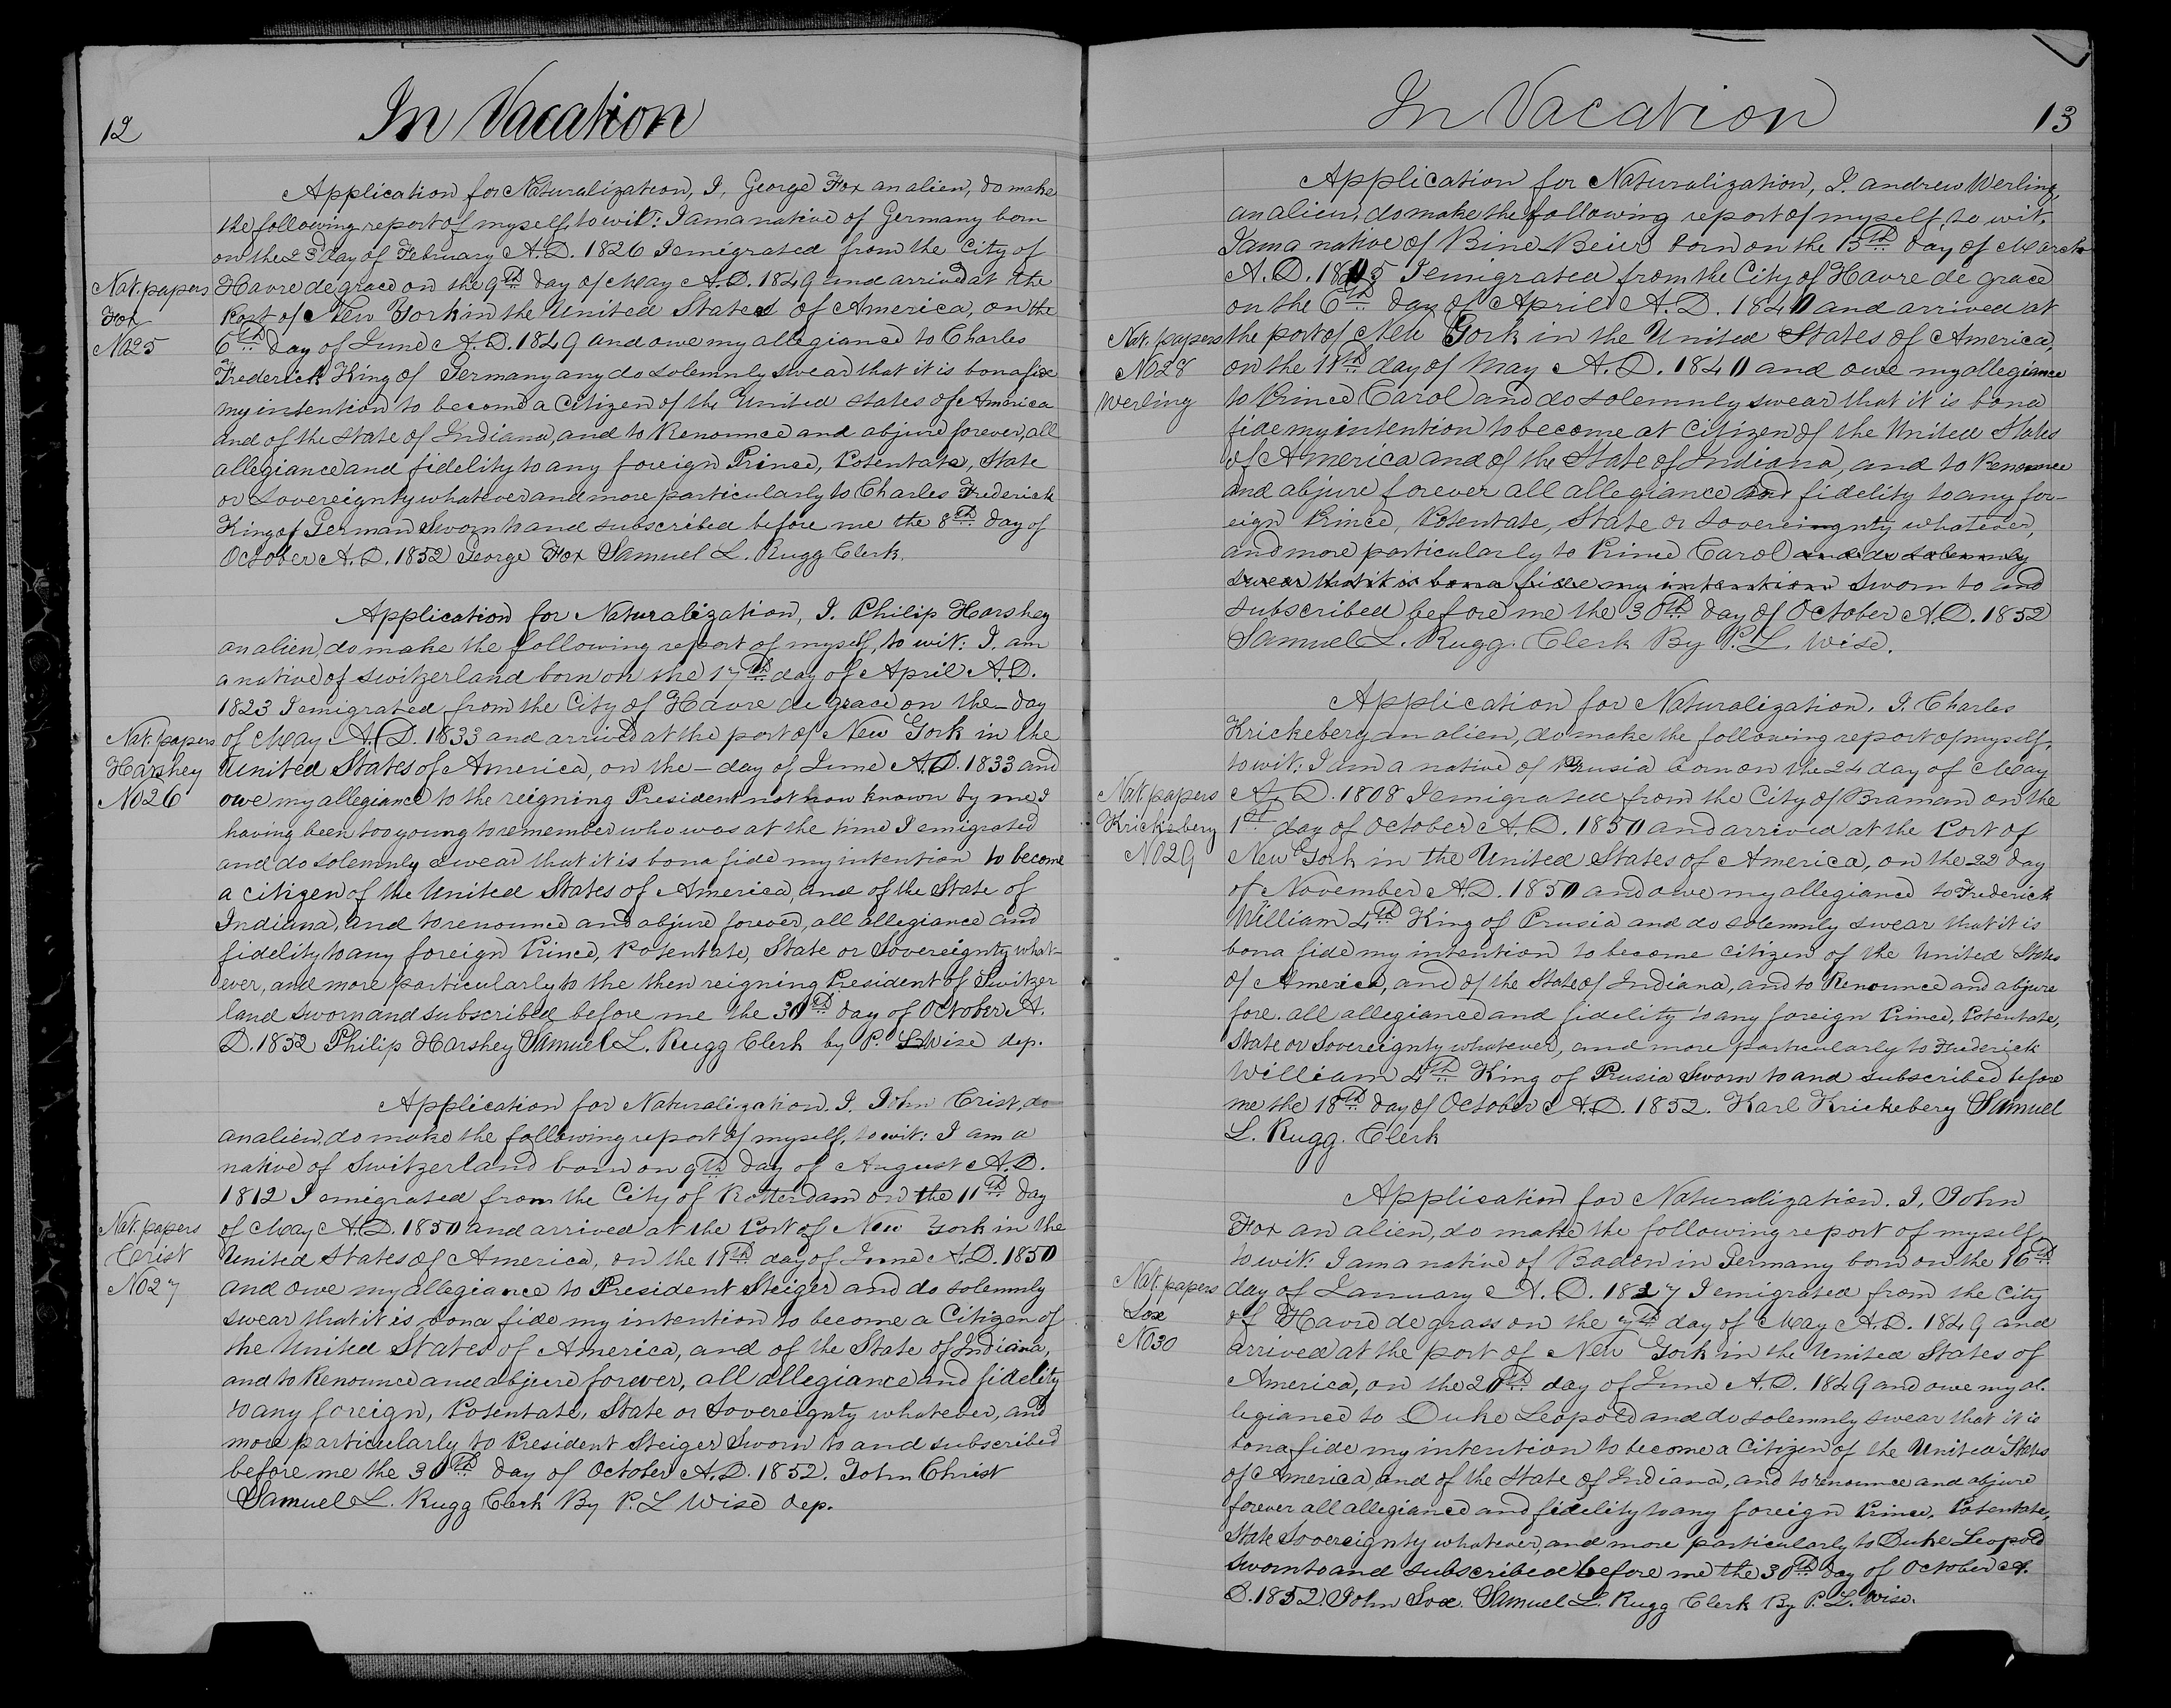 12
In Vacation
Application for Naturalization, I, George Fox an alien, do make
the following report of myself, to wit: I am a native of Germany born
on the 23d day of February A.D. 1826 I emigrated from the City of
Nat. papers
Fox
No 25
Havre de grace on the 9th day of May A.D. 1849 and arrived at the
Port of New York in the United States of America, on the
6th day of June A.D. 1849 and owe my allegiance to Charles
Frederick King of Germany any do solemnly swear that it is bona fide
my intention to become a Citizen of the United States of America
and of the State of Indiana, and to Renounce and abjure forever, all
allegiance and fidelity to any foreign Prince, Potentate, State
or Sovereignty whatever and more particularly to Charles Frederick
King of German Sworn to and subscribed before me the 8th day of
October A.D. 1852 George Fox Samuel L. Rugg Clerk.
Application for Naturalization, I. Philip Harshey
an alien, do make the following report of myself, to wit: I. am
a native of Switzerland born on the 17th day of April A.D.
1823 I emigrated from the City of Havre de grace on the – day
Nat. papers
Harshey
No 26
of May A.D. 1833 and arrived at the port of New York in the
United States of America, on the – day of June A.D. 1833 and
owe my allegiance to the reigning President not now known by me I
having been too young to remember who was at the time I emigrated
and do solemnly swear that it is bona fide my intention to become
a citizen of the United States of America, and of the State of
Indiana, and to renounce and abjure forever, all allegiance and
fidelity to any foreign Prince, Potentate, State or Sovereignty what-
ever, and more particularly to the then reigning President of Switzer
land sworn and subscribed before me the 30th day of October A.
D. 1852 Philip Harshey Samuel L. Rugg Clerk by P. L Wise dep.
Application for Naturalization. I. John Crist, do
an alien, do make the following report of myself, to wit: I am a
native of Switzerland born on 9th day of August A.D.
1812 I emigrated from the City of Rotterdam on the 11th day
Nat. papers
Crist
No 27
of May A.D. 1850 and arrived at the Port of New York in the
United States of America, on the 11th day of June A.D. 1850
and owe my allegiance to President Steiger and do solemnly
swear that it is bona fide my intention to become a Citizen of
the United States of America, and of the State of Indiana,
and to Renounce and abjure forever, all allegiance and fidelity
to any foreign, Potentate, State or Sovereignty whatever, and
more particularly to President Steiger Sworn to and subscribed
before me the 30th day of October A.D. 1852. John Christ
Samuel L. Rugg Clerk By P. L Wise dep.
In Vacation
13
Application for Naturalization, I. Andrew Werling,
an alien, do make the following report of myself, to wit.
I am a native of Rine Beier born on the 15th day of March
A.D. 1805 I emigrated from the City of Havre de grace
on the 6th day of April A.D. 1840 and arrived at
Nat. papers
No 28
Werling
the port of New York in the United States of America,
on the 11th day of May A.D. 1840 and owe my allegiance
to Prince Carol and do solemnly swear that it is bona
fide my intention to become at Citizen of the United States
of America and of the State of Indiana, and to Renounce
and abjure forever all allegiance and fidelity to any for-
eign Prince, Potentate, State or Sovereingnty whatever,
and more particularly to Prince Carol and do solemnly
swear that it is bona fide my intention Sworn to and
subscribed before me the 30th day of October A.D. 1852
Samuel L. Rugg. Clerk By P. L. Wise.
Application for Naturalization. I. Charles
Krickeberg an alien, do make the following report of myself,
to wit: I am a native of Prusia born on the 24 day of May
Nat. papers
Krickeberg
No 29
A.D. 1808 I emigrated from the City of Braman on the
1st day of October A.D. 1850 and arrived at the Port of
New York in the United States of America, on the 22 day
of November A.D. 1850 and owe my allegiance to Frederick
William 4th King of Prusia and do solemnly swear that it is
bona fide my intention to become citizen of the United States
of America, and of the State of Indiana, and to Renounce and abjure
fore. all allegiance and fidelity to any foreign Prince, Potentate,
State or Sovereignty whatever, and more particularly to Frederick
William 4th King of Prusia Sworn to and subscribed before
me the 18th day of October A.D. 1852. Karl Krickeberg Samuel
L. Rugg. Clerk
Application for Naturalization. I, John
Fox an alien, do make the following report of myself
to wit: I am a native of Baden in Germany born on the 16th
Nat. papers
Sox
No 30
day of January A.D. 1827 I emigrated from the City
of Havre de grass on the 7th day of May A.D. 1849 and
arrived at the port of New York in the United States of
America, on the 20th day of June A.D. 1849 and owe my al-
legiance to Duke Leopold and do solemnly swear that it is
bona fide my intention to become a Citizen of the United States
of America, and of the State of Indiana, and to renounce and abjure
forever all allegiance and fidelity to any foreign Prince, Potentate,
State Sovereignty whatever, and more particularly to Duke Leopold
Sworn to and subscribed before me the 30th day of October A.
D. 1852. John Sox. Samuel L. Rugg Clerk By P. L. Wise.